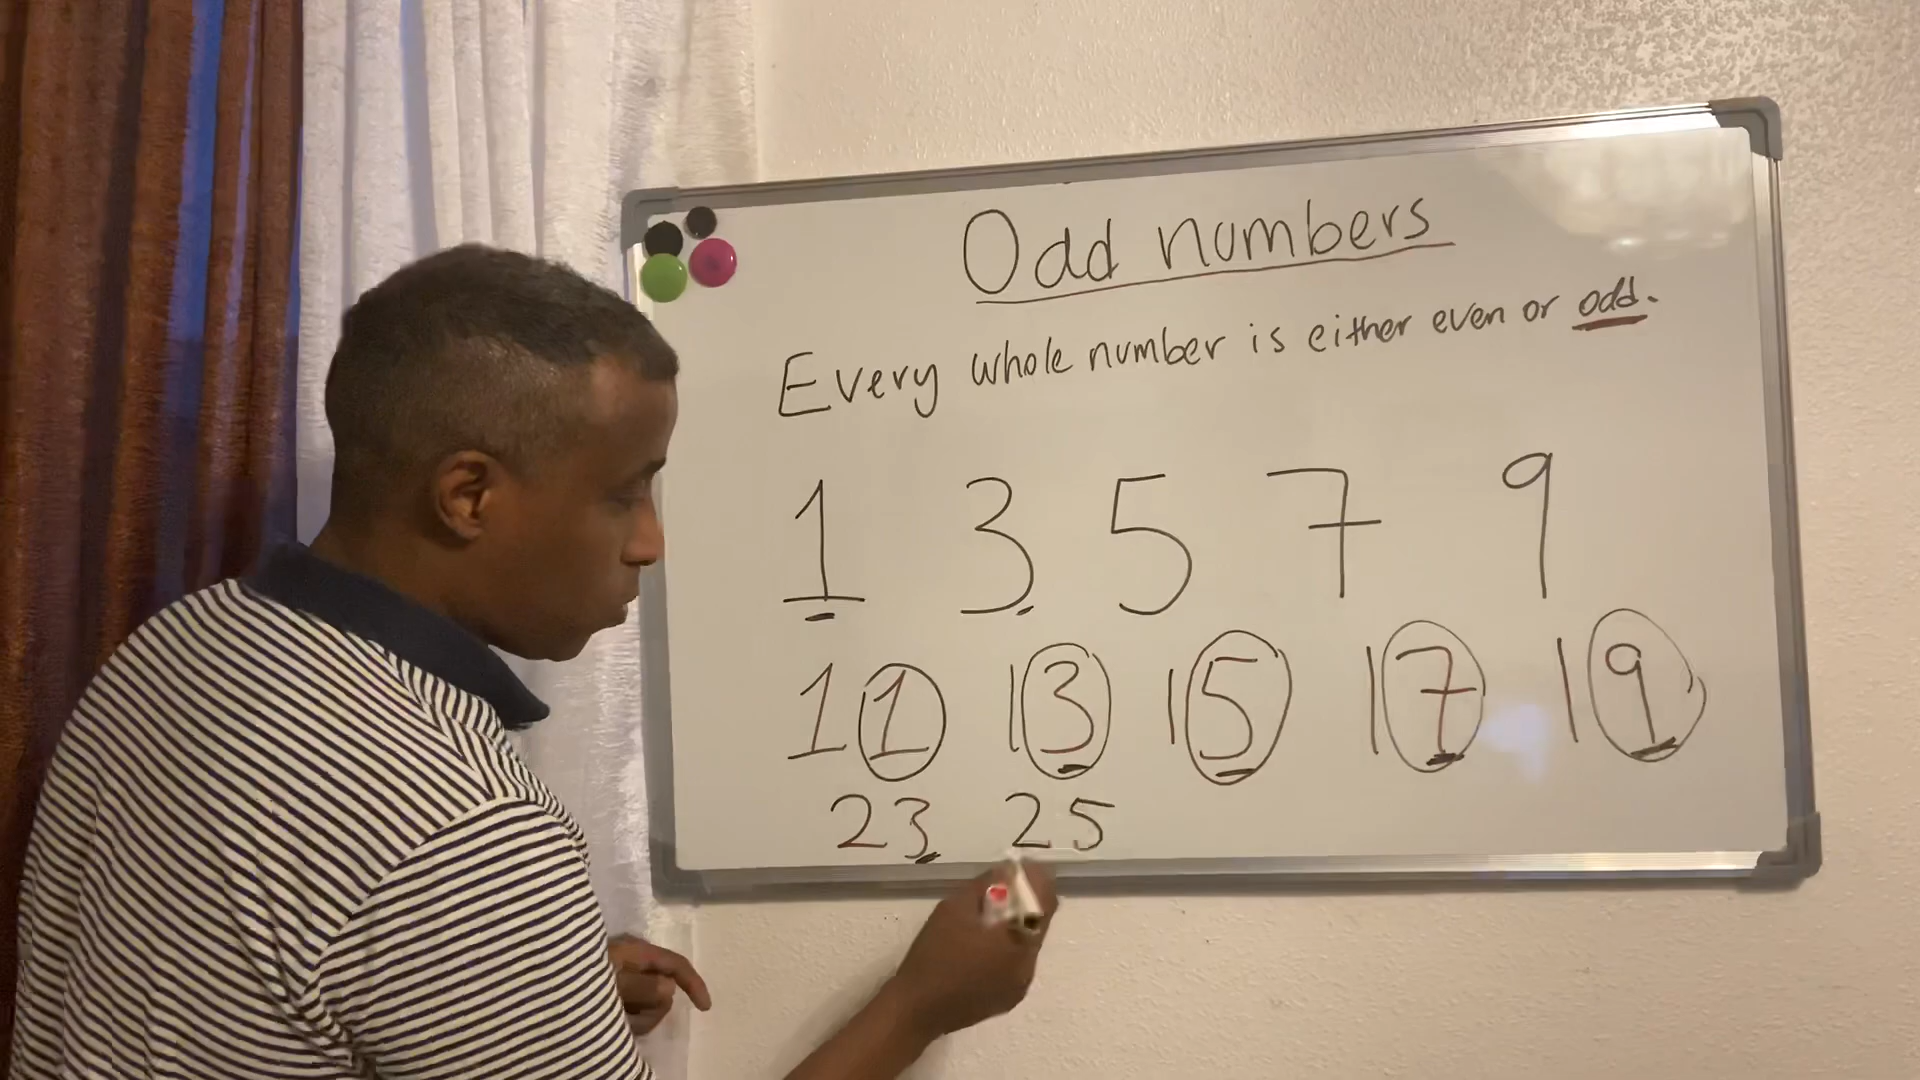 Odd numbers
Every whole number is either even or odd.
1 3 5 7 9
11 13 15 17 19
23 25